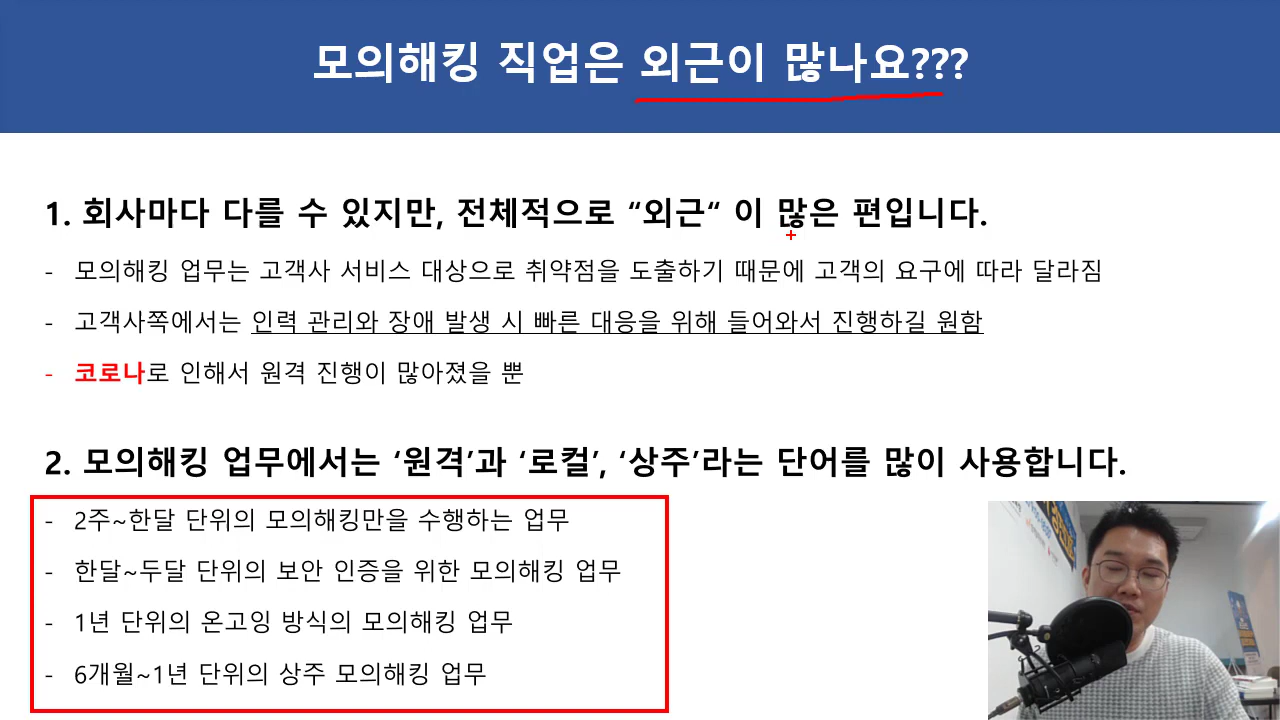 모의해킹 직업은 외근이 많나요???
1. 회사마다 다를 수 있지만, 전체적으로 “외근“ 이 많은 편입니다.
- 모의해킹 업무는 고객사 서비스 대상으로 취약점을 도출하기 때문에 고객의 요구에 따라 달라짐
- 고객사쪽에서는 인력 관리와 장애 발생 시 빠른 대응을 위해 들어와서 진행하길 원함
- 코로나로 인해서 원격 진행이 많아졌을 뿐
2. 모의해킹 업무에서는 ‘원격’과 ‘로컬’, ‘상주’라는 단어를 많이 사용합니다.
- 2주~한달 단위의 모의해킹만을 수행하는 업무
- 한달~두달 단위의 보안 인증을 위한 모의해킹 업무
- 1년 단위의 온고잉 방식의 모의해킹 업무
- 6개월~1년 단위의 상주 모의해킹 업무